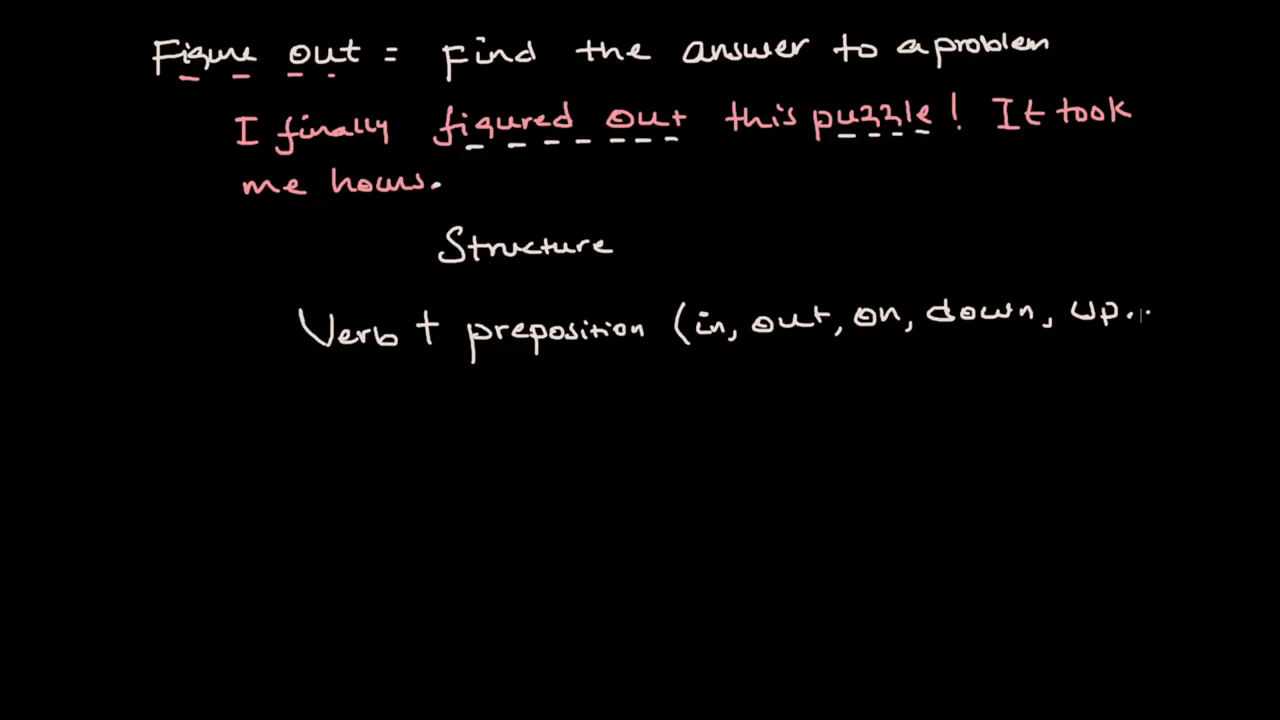 Figure out = Find the answer to a problem
I finally figured out this puzzle! It took
me hours.
Structure
Verb + preposition (in, out, on, down, up..